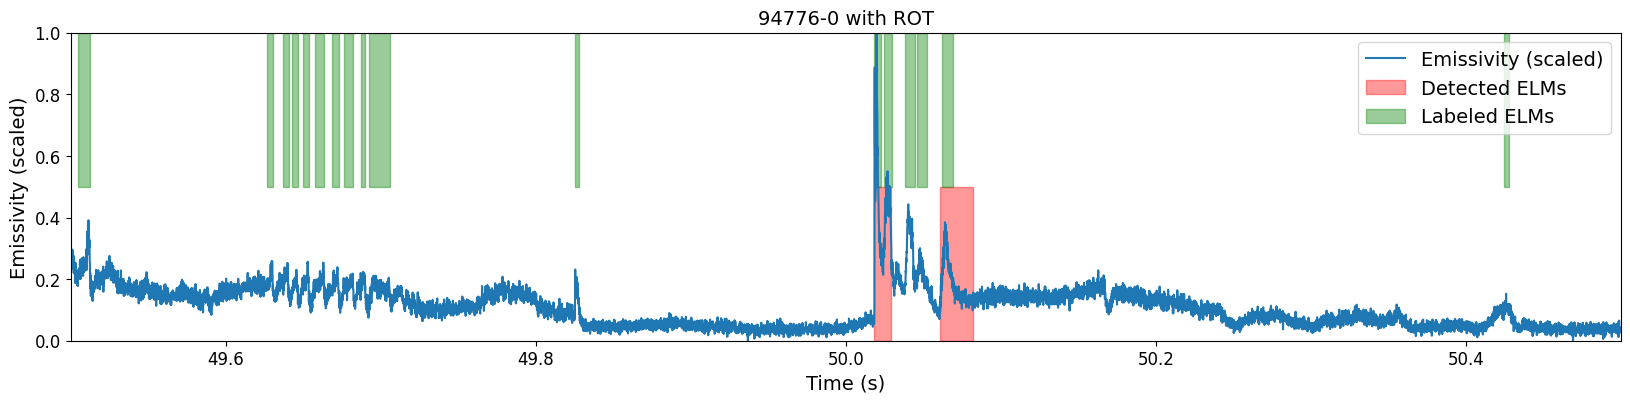 94776-0 with ROT
Emissivity (scaled)
1.0
0.8
0.6
0.4
0.2
0.0
Emissivity (scaled)
Detected ELMs
Labeled ELMs
49.6
49.8
50.0
50.2
50.4
Time (s)